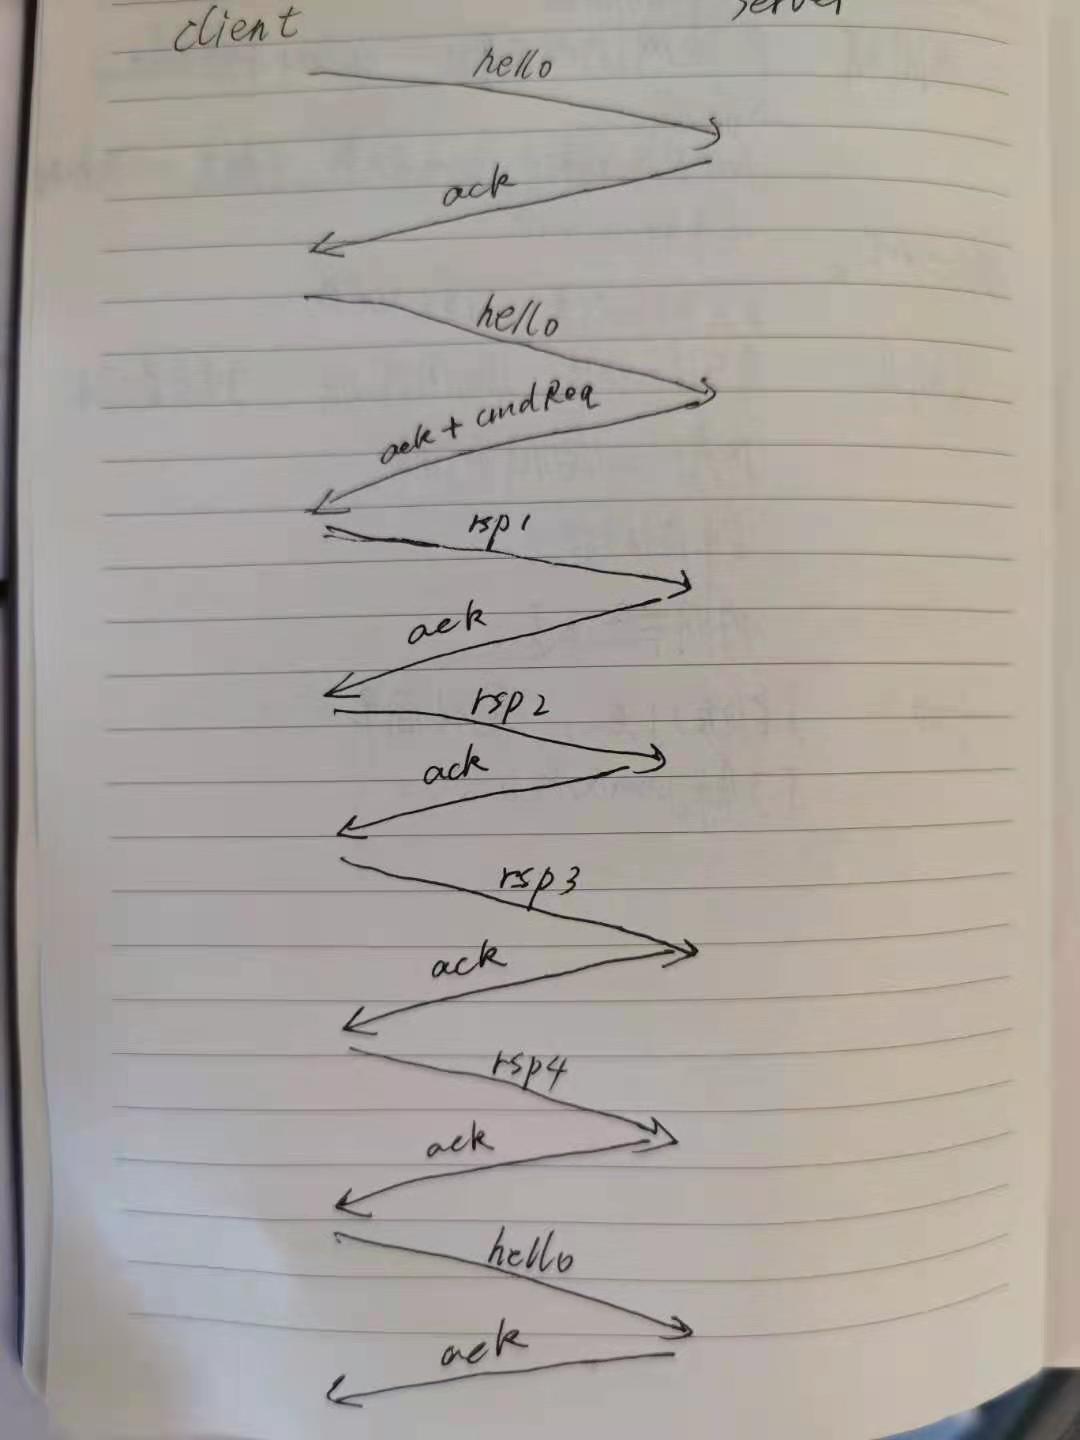 client server
hello
ack
hello
ack + cmdReq
rsp1
ack
rsp2
ack
rsp3
ack
rsp4
ack
hello
ack